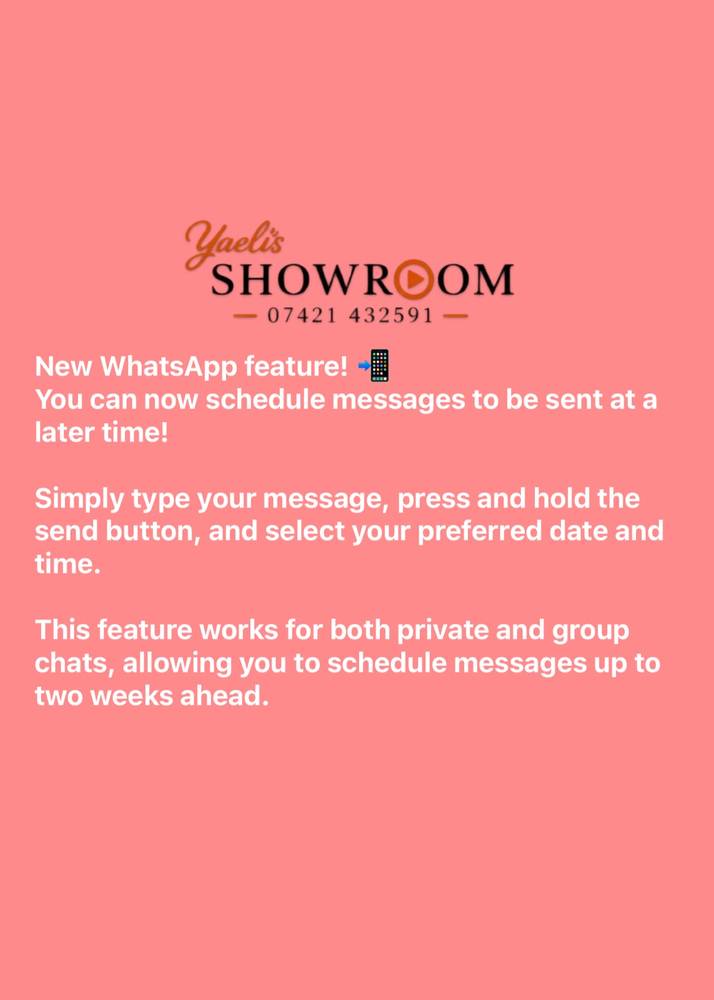 Yaeli's
SHOWROOM
07421 432591
New WhatsApp feature! 📲
You can now schedule messages to be sent at a
later time!
Simply type your message, press and hold the
send button, and select your preferred date and
time.
This feature works for both private and group
chats, allowing you to schedule messages up to
two weeks ahead.